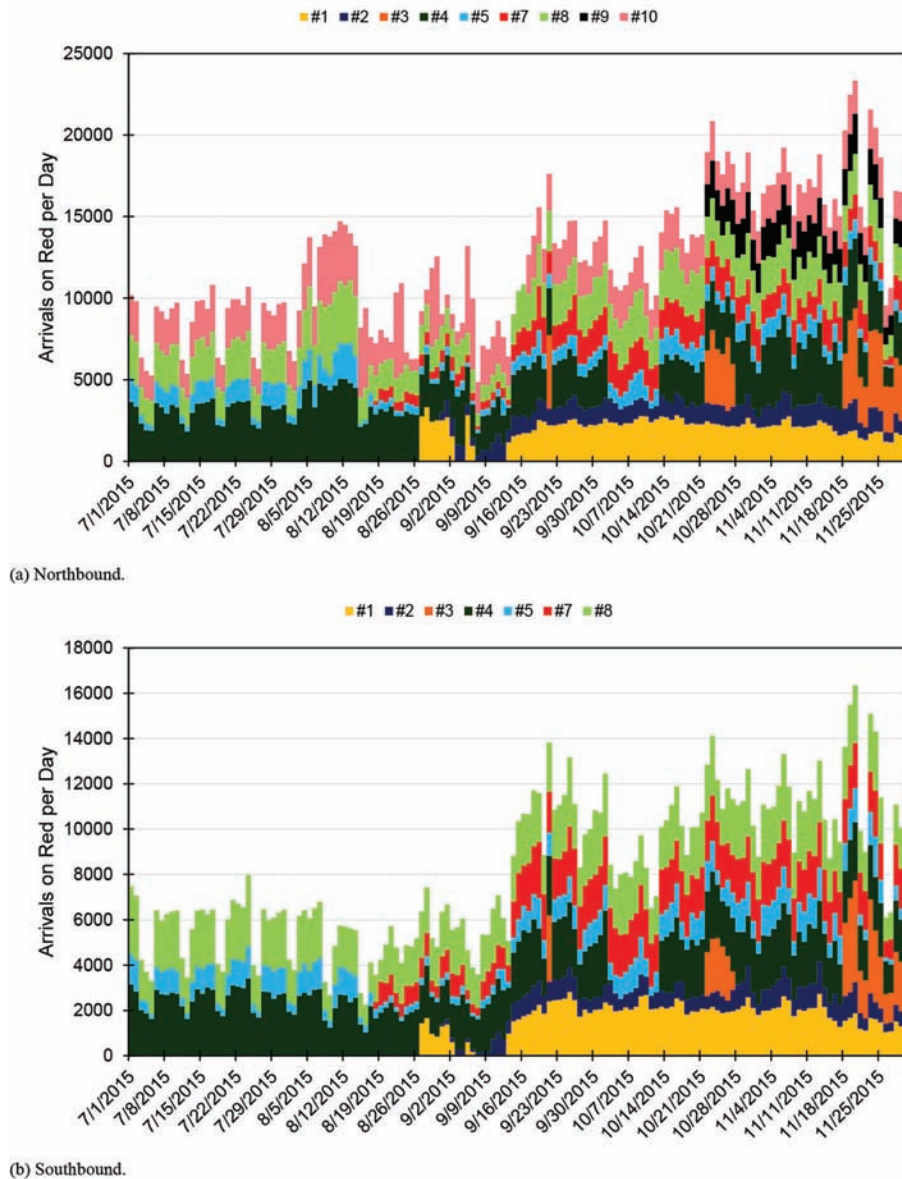 #1 #2 #3 #4 #5 #7 #8 #9 #10
25000
20000
15000
10000
5000
0
Arrivals on Red per Day
7/1/2015 7/8/2015 7/15/2015 7/22/2015 7/29/2015 8/5/2015 8/12/2015 8/19/2015 8/26/2015 9/2/2015 9/9/2015 9/16/2015 9/23/2015 9/30/2015 10/7/2015 10/14/2015 10/21/2015 10/28/2015 11/4/2015 11/11/2015 11/18/2015 11/25/2015
(a) Northbound.
#1 #2 #3 #4 #5 #7 #8
18000
16000
14000
12000
10000
8000
6000
4000
2000
0
Arrivals on Red per Day
7/1/2015 7/8/2015 7/15/2015 7/22/2015 7/29/2015 8/5/2015 8/12/2015 8/19/2015 8/26/2015 9/2/2015 9/9/2015 9/16/2015 9/23/2015 9/30/2015 10/7/2015 10/14/2015 10/21/2015 10/28/2015 11/4/2015 11/11/2015 11/18/2015 11/25/2015
(b) Southbound.